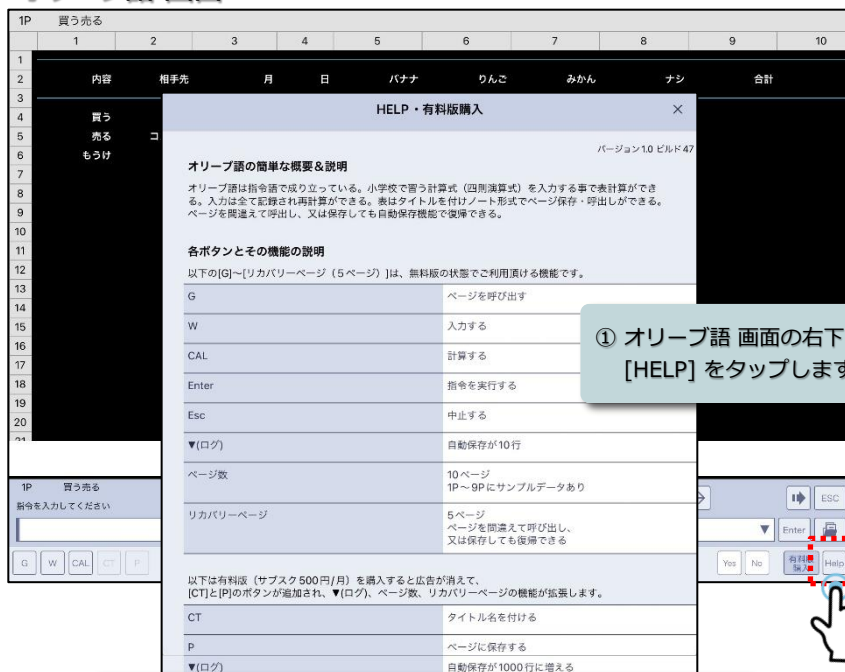 1P 買う売る
1 2 3 4 5 6 7 8 9 10
1
2 内容 相手先 月 日 バナナ りんご みかん ナシ 合計
3
4 買う
5 売る コ
6 もうけ
7
8
9
10
11
12
13
14
15
16
17
18
19
20
HELP・有料版購入 ×
バージョン1.0 ビルド47
オリーブ語の簡単な概要&説明
オリーブ語は指令語で成り立っている。小学校で習う計算式（四則演算式）を入力する事で表計算ができ
る。入力は全て記録され再計算ができる。表はタイトルを付けノート形式でページ保存・呼出しができる。
ページを間違えて呼出し、又は保存しても自動保存機能で復帰できる。
各ボタンとその機能の説明
以下の[G]～[リカバリーページ（5ページ）]は、無料版の状態でご利用頂ける機能です。
G ページを呼び出す
W 入力する
CAL 計算する
Enter 指令を実行する
Esc 中止する
▼(ログ) 自動保存が10行
ページ数 10ページ
1P～9Pにサンプルデータあり
リカバリーページ 5ページ
ページを間違えて呼び出し、
又は保存しても復帰できる
以下は有料版（サブスク500円/月）を購入すると広告が消えて、
[CT]と[P]のボタンが追加され、▼(ログ)、ページ数、リカバリーページの機能が拡張します。
CT タイトル名を付ける
P ページに保存する
▼(ログ) 自動保存が1000行に増える
① オリーブ語 画面の右下
[HELP] をタップします
1P 買う売る
指令を入力してください
ESC
▼ Enter
G W CAL CT P Yes No 有料版
購入 Help